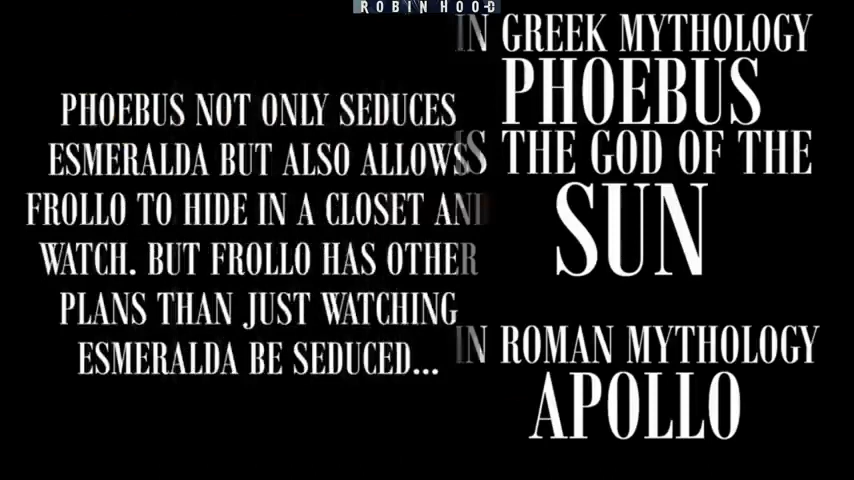 ROBIN HOOD
PHOEBUS NOT ONLY SEDUCES
ESMERALDA BUT ALSO ALLOWS
FROLLO TO HIDE IN A CLOSET AND
WATCH. BUT FROLLO HAS OTHER
PLANS THAN JUST WATCHING
ESMERALDA BE SEDUCED...
IN GREEK MYTHOLOGY
PHOEBUS
IS THE GOD OF THE
SUN
IN ROMAN MYTHOLOGY
APOLLO